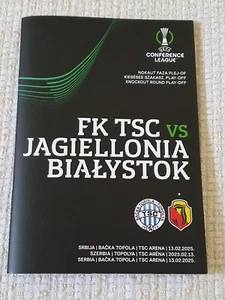 UEFA
CONFERENCE
LEAGUE
NOKAUT FAZA PLEJ-OF
KIESÉSES SZAKASZ, PLAY-OFF
KNOCKOUT ROUND PLAY-OFF
FK TSC VS
JAGIELLONIA
BIAŁYSTOK
TSC
SRBIJA | BAČKA TOPOLA | TSC ARENA | 13.02.2025.
SZERBIA | TOPOLYA | TSC ARÉNA | 2025.02.13.
SERBIA | BAČKA TOPOLA | TSC ARENA | 13.02.2025.